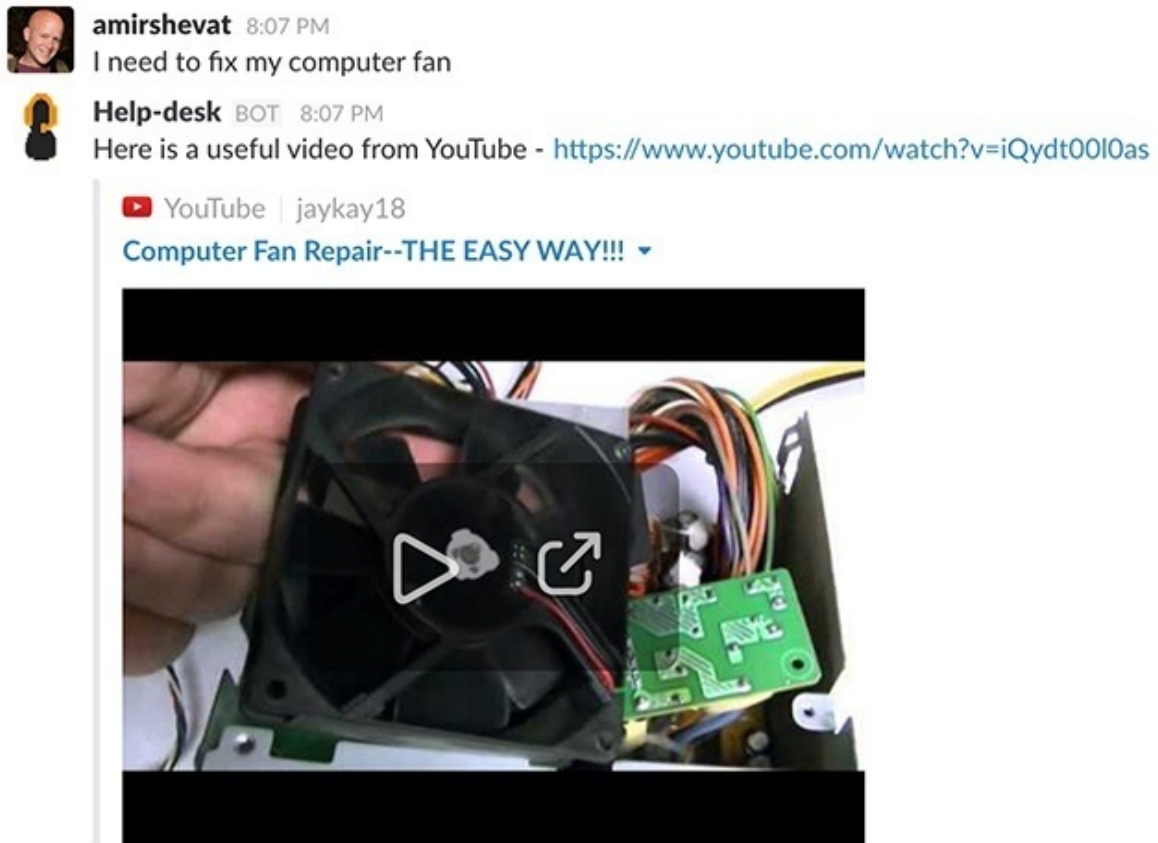 amirshevat 8:07 PM
I need to fix my computer fan
Help-desk BOT 8:07 PM
Here is a useful video from YouTube - https://www.youtube.com/watch?v=iQydt00l0as
YouTube | jaykay18
Computer Fan Repair--THE EASY WAY!!!